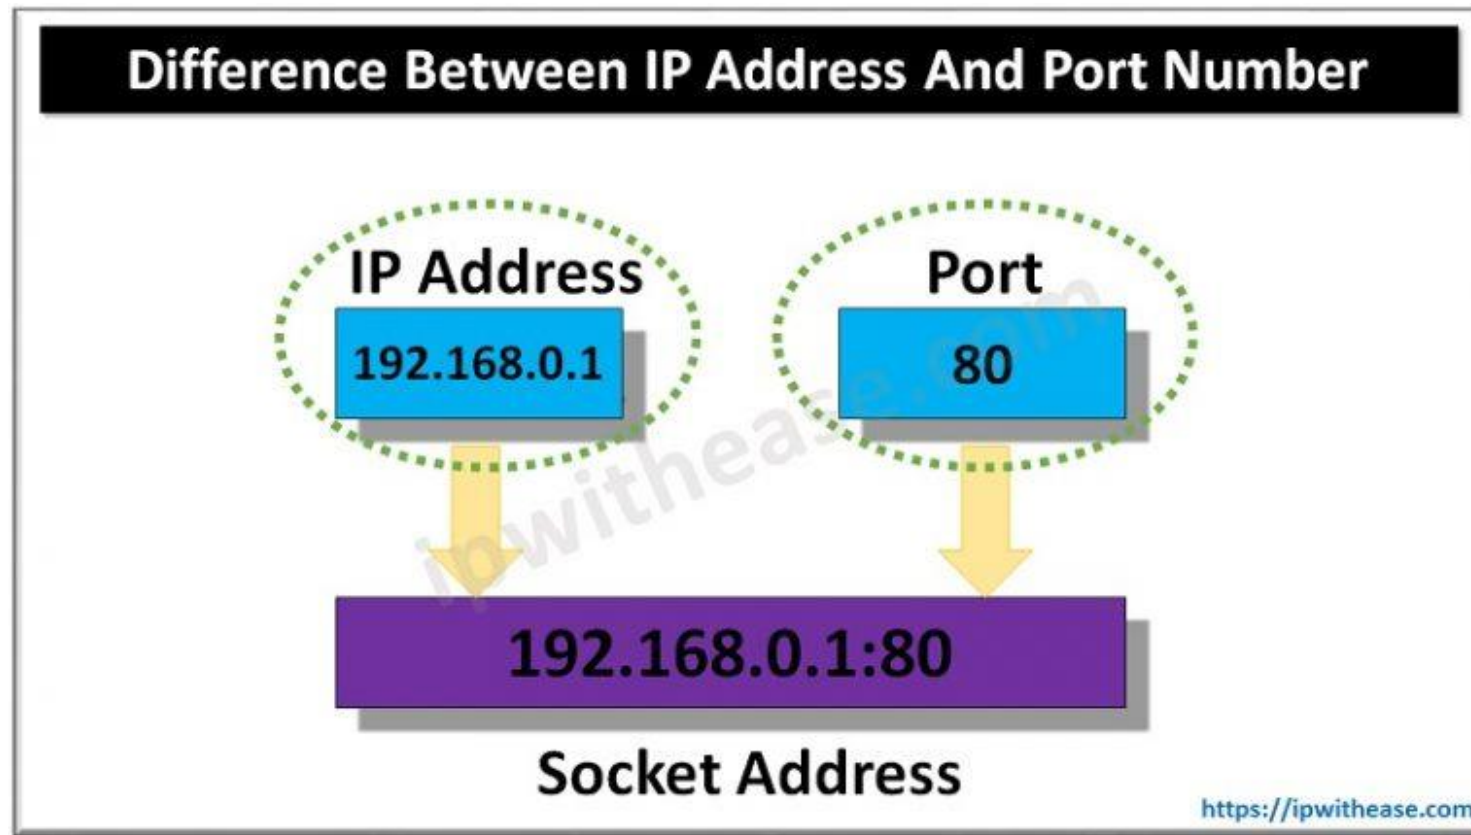 Difference Between IP Address And Port Number
IP Address
Port
192.168.0.1
80
ipwithease.com
192.168.0.1:80
Socket Address
https://ipwithease.com